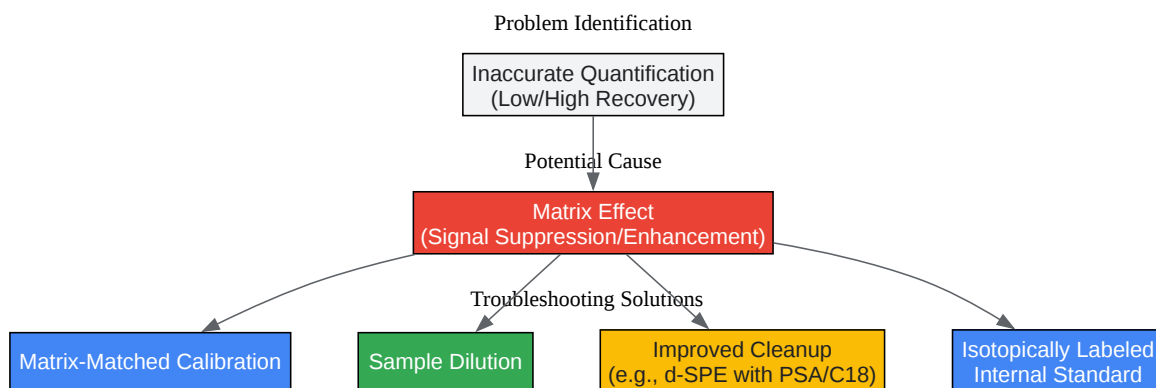 Problem Identification
Inaccurate Quantification
(Low/High Recovery)
Potential Cause
Matrix Effect
(Signal Suppression/Enhancement)
Troubleshooting Solutions
Matrix-Matched Calibration
Sample Dilution
Improved Cleanup
(e.g., d-SPE with PSA/C18)
Isotopically Labeled
Internal Standard